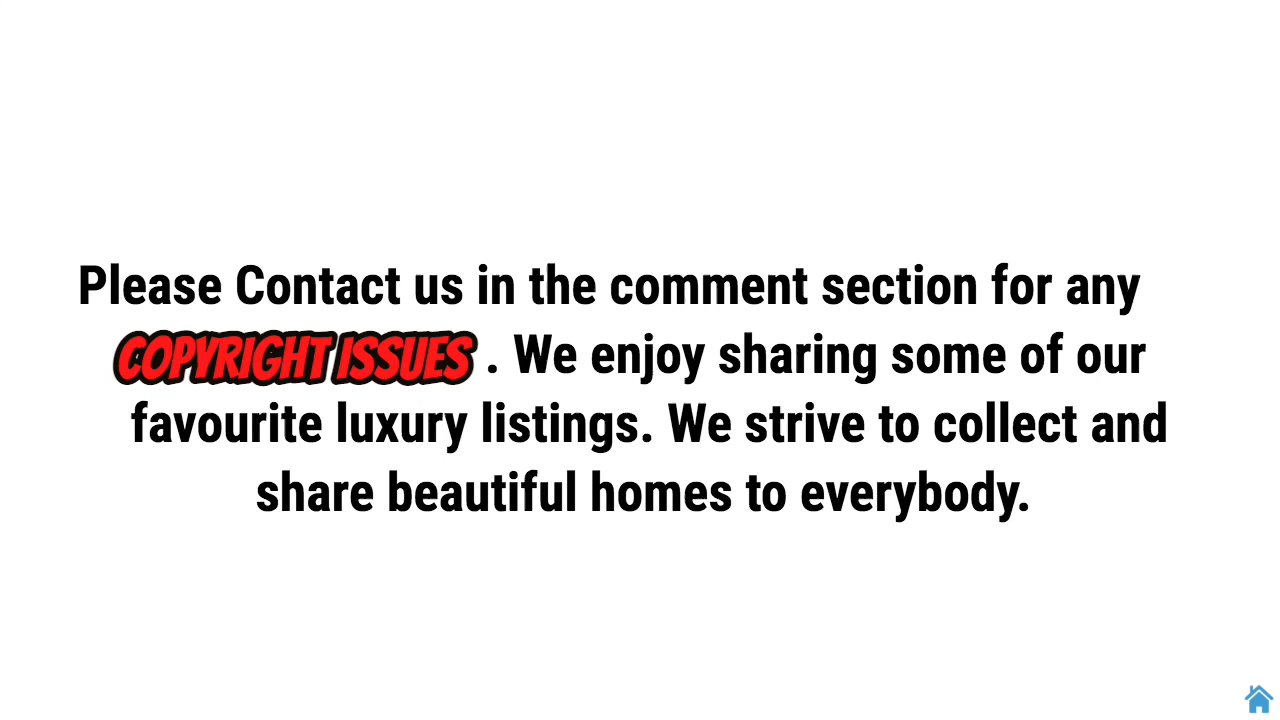 Please Contact us in the comment section for any
COPYRIGHT ISSUES . We enjoy sharing some of our
favourite luxury listings. We strive to collect and
share beautiful homes to everybody.